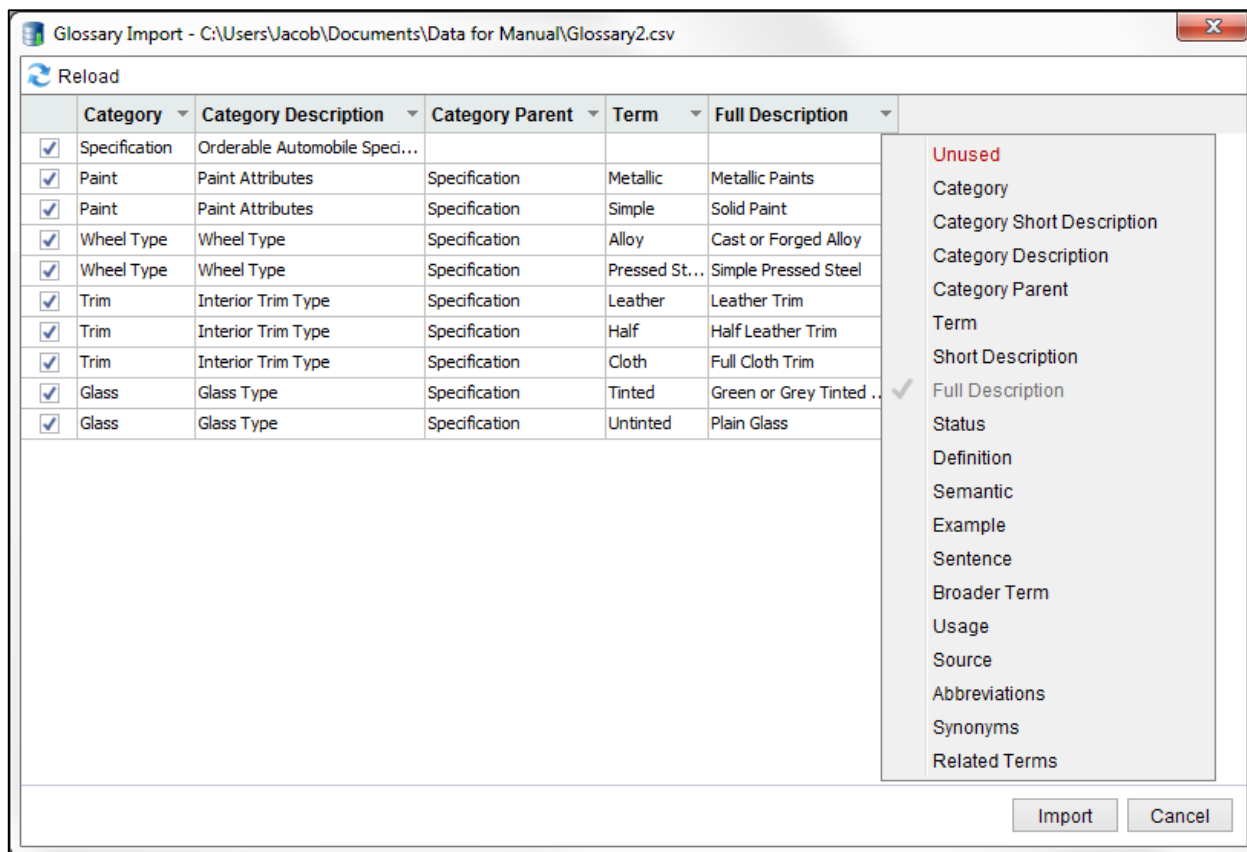 Glossary Import - C:\Users\Jacob\Documents\Data for Manual\Glossary2.csv
X
Reload
Category Category Description Category Parent Term Full Description
Specification Orderable Automobile Speci...
Paint Paint Attributes Specification Metallic Metallic Paints
Paint Paint Attributes Specification Simple Solid Paint
Wheel Type Wheel Type Specification Alloy Cast or Forged Alloy
Wheel Type Wheel Type Specification Pressed St... Simple Pressed Steel
Trim Interior Trim Type Specification Leather Leather Trim
Trim Interior Trim Type Specification Half Half Leather Trim
Trim Interior Trim Type Specification Cloth Full Cloth Trim
Glass Glass Type Specification Tinted Green or Grey Tinted ..
Glass Glass Type Specification Untinted Plain Glass
Unused
Category
Category Short Description
Category Description
Category Parent
Term
Short Description
Full Description
Status
Definition
Semantic
Example
Sentence
Broader Term
Usage
Source
Abbreviations
Synonyms
Related Terms
Import Cancel